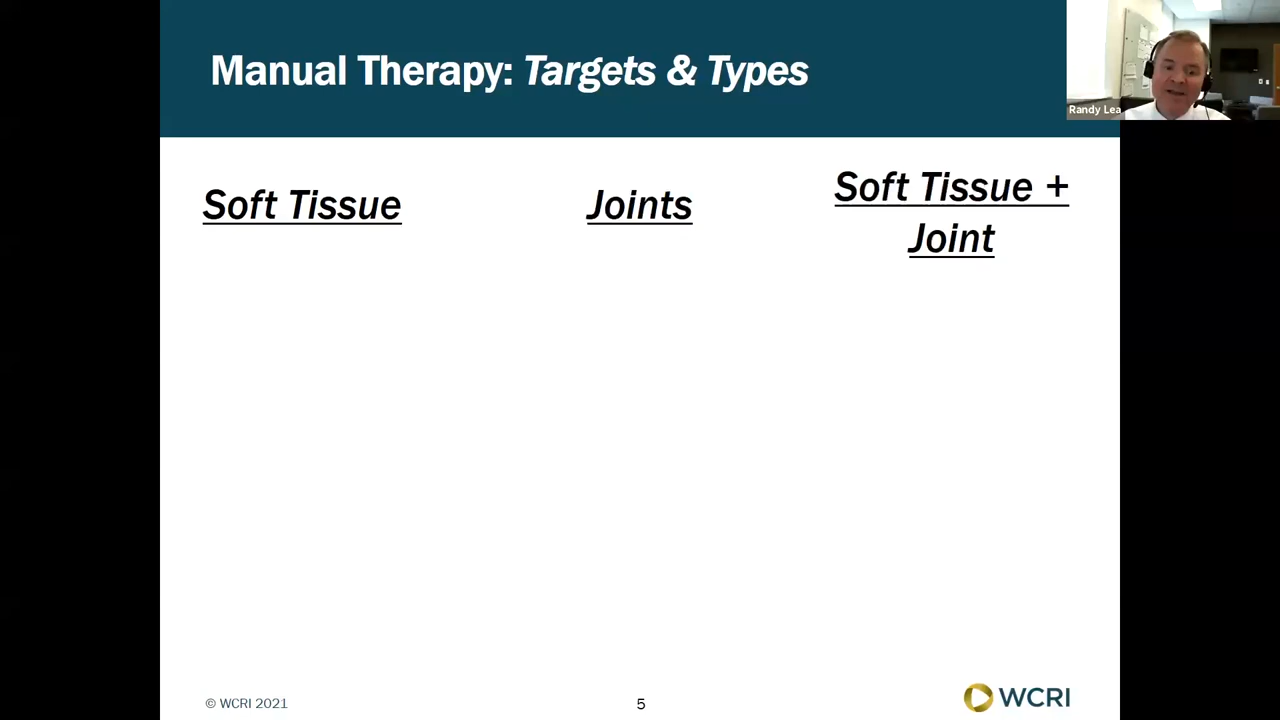 Manual Therapy: Targets & Types
Randy Lea
Soft Tissue
Joints
Soft Tissue +
Joint
© WCRI 2021
5
WCRI